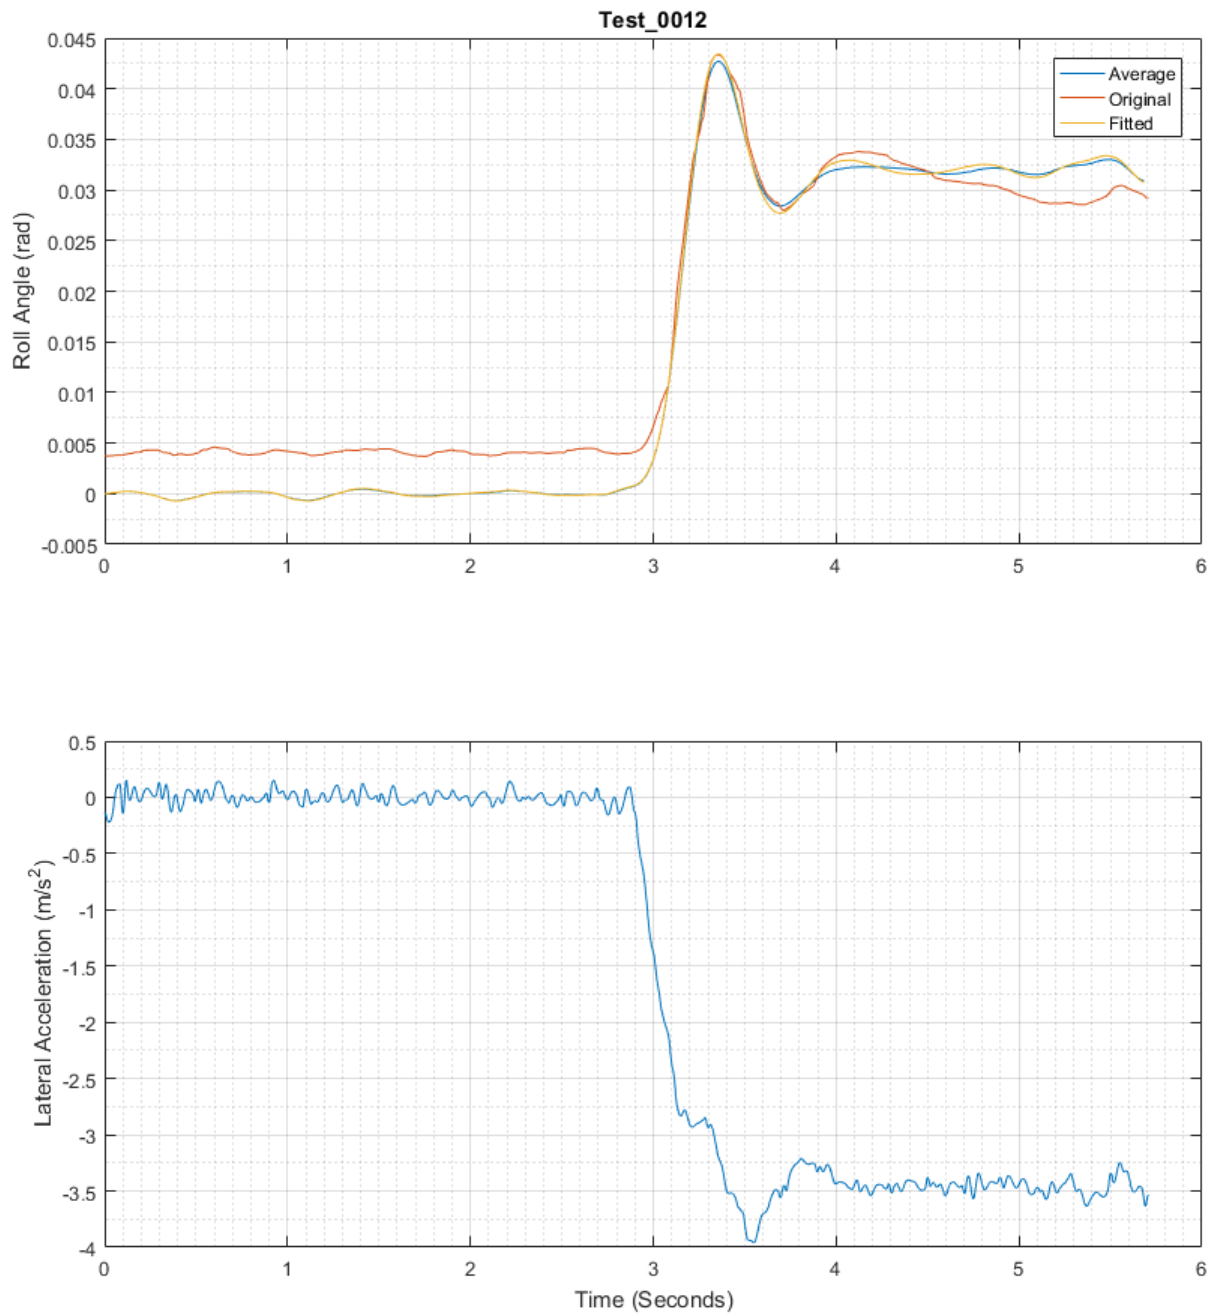 Test_0012
Roll Angle (rad)
0.045
0.04
0.035
0.03
0.025
0.02
0.015
0.01
0.005
0
-0.005
Average
Original
Fitted
0 1 2 3 4 5 6
Lateral Acceleration (m/s²)
0.5
0
-0.5
-1
-1.5
-2
-2.5
-3
-3.5
-4
0 1 2 3 4 5 6
Time (Seconds)